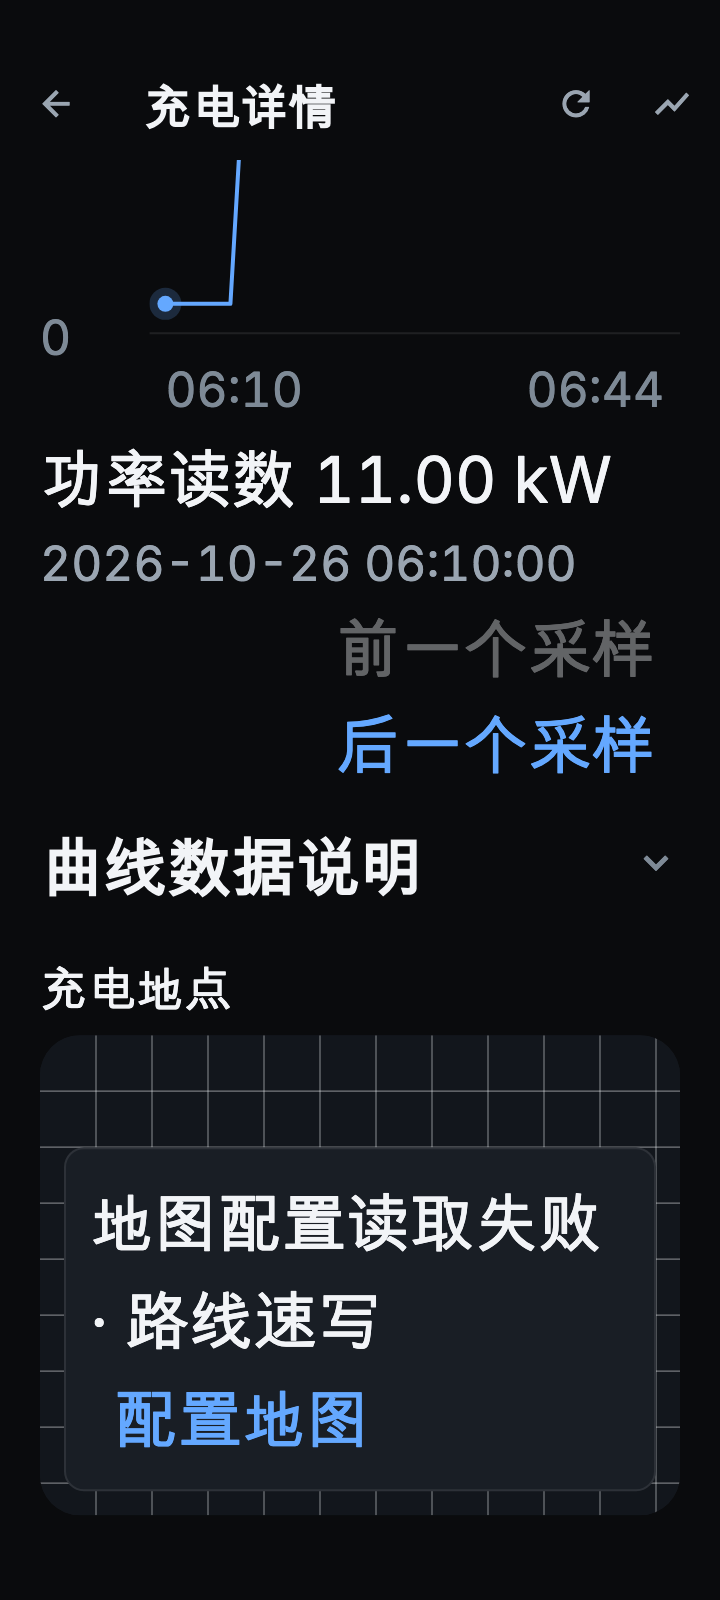 充电详情
0
06:10 06:44
功率读数 11.00 kW
2026-10-26 06:10:00
前一个采样
后一个采样
曲线数据说明
充电地点
地图配置读取失败
· 路线速写
配置地图